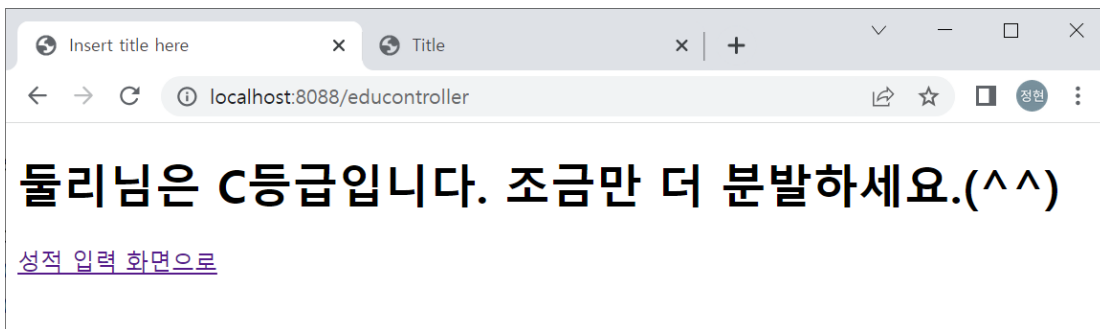 Insert title here
Title
localhost:8088/educontroller
정현
둘리님은 C등급입니다. 조금만 더 분발하세요.(^^)
성적 입력 화면으로